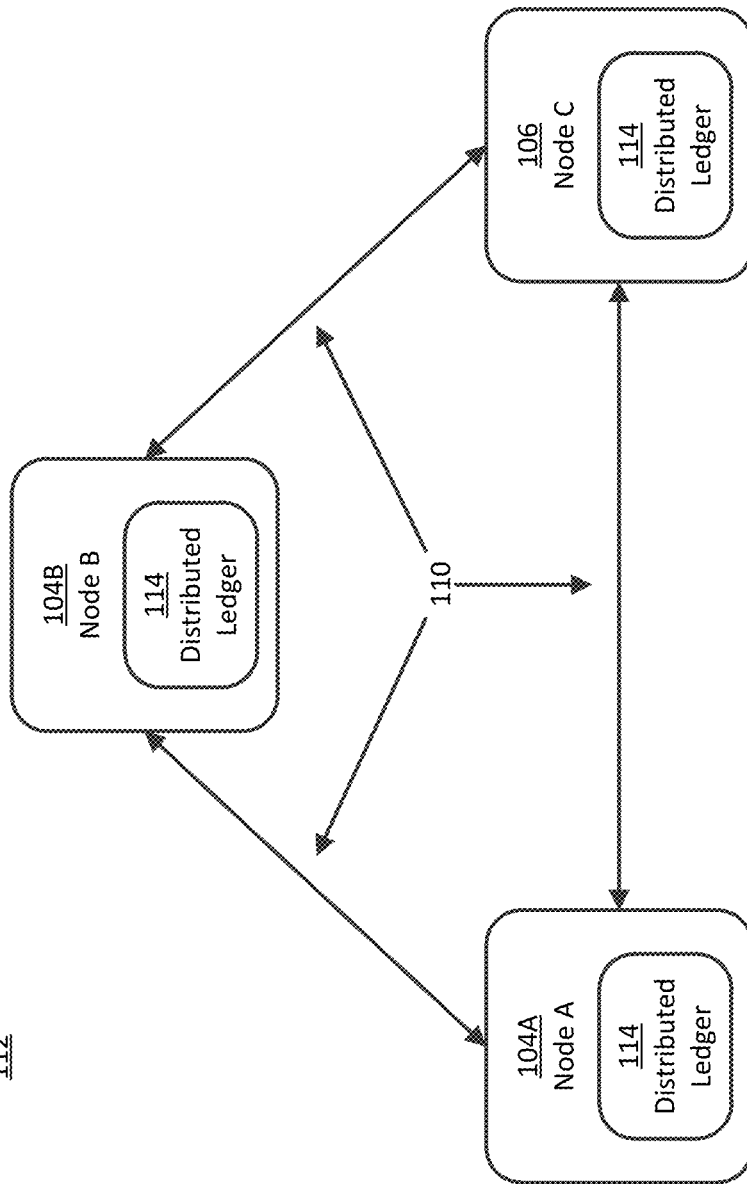 112
104B
Node B
114
Distributed
Ledger
110
104A
Node A
114
Distributed
Ledger
106
Node C
114
Distributed
Ledger